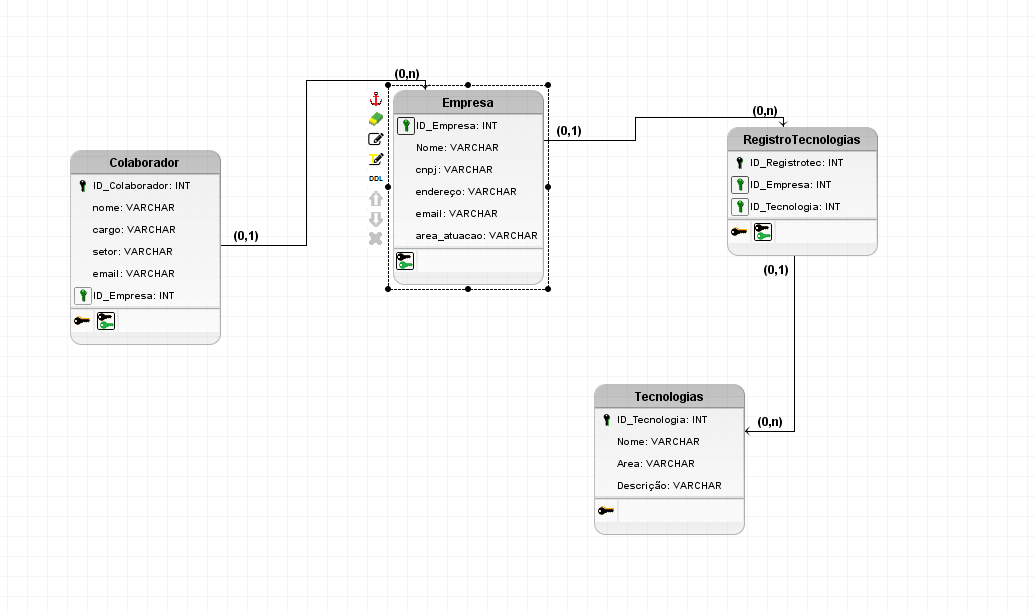 (0,n)
Empresa
ID_Empresa: INT
Nome: VARCHAR
cnpj: VARCHAR
endereço: VARCHAR
email: VARCHAR
area_atuacao: VARCHAR
DDL
(0,1)
(0,n)
RegistroTecnologias
ID_Registrotec: INT
ID_Empresa: INT
ID_Tecnologia: INT
(0,1)
Colaborador
ID_Colaborador: INT
nome: VARCHAR
cargo: VARCHAR
setor: VARCHAR
email: VARCHAR
ID_Empresa: INT
(0,1)
Tecnologias
ID_Tecnologia: INT
Nome: VARCHAR
Area: VARCHAR
Descrição: VARCHAR
(0,n)